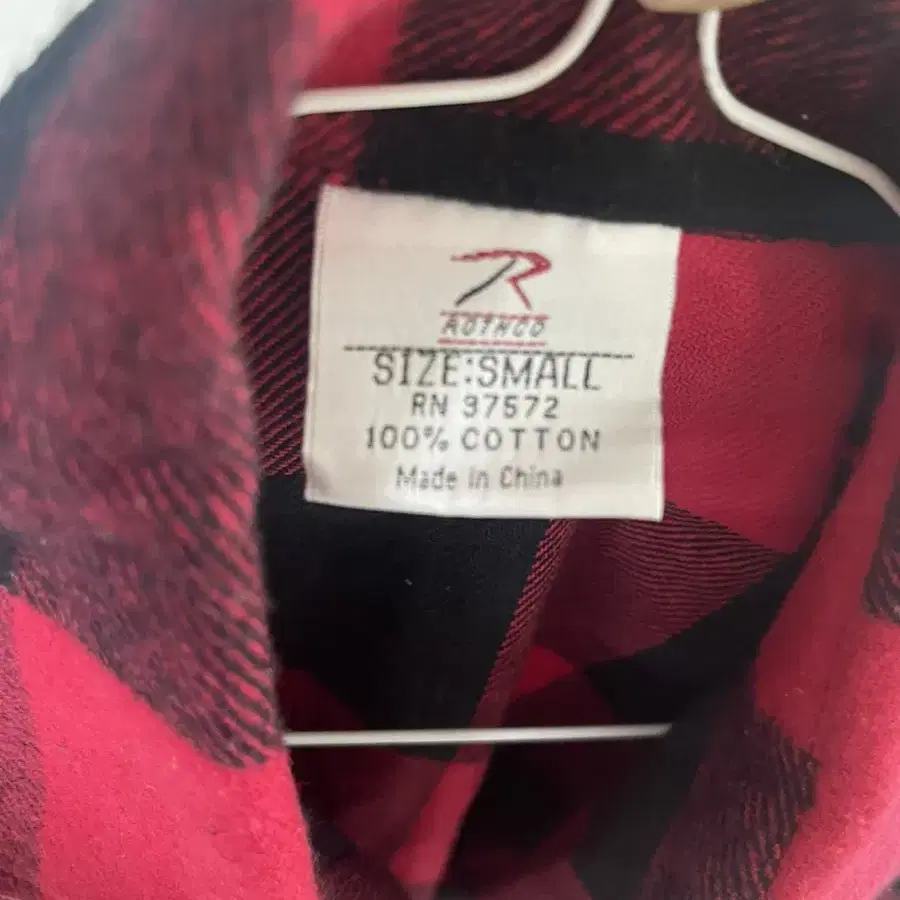 ROTHCO
SIZE:SMALL
RN 37572
100% COTTON
Made in China